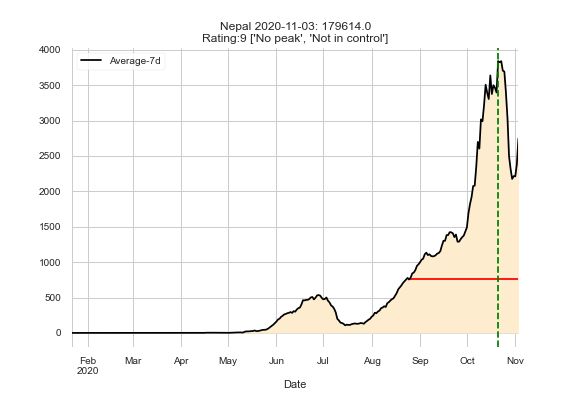 Nepal 2020-11-03: 179614.0
Rating:9 ['No peak', 'Not in control']
Average-7d
4000
3500
3000
2500
2000
1500
1000
500
0
Feb Mar Apr May Jun Jul Aug Sep Oct Nov
2020
Date